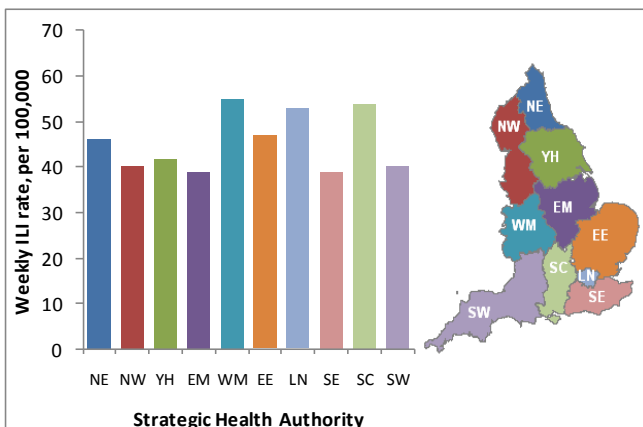 Weekly ILI rate, per 100,000
70
60
50
40
30
20
10
0
NE NW YH EM WM EE LN SE SC SW
Strategic Health Authority
NE
NW
YH
EM
WM
EE
SC
LN
SE
SW